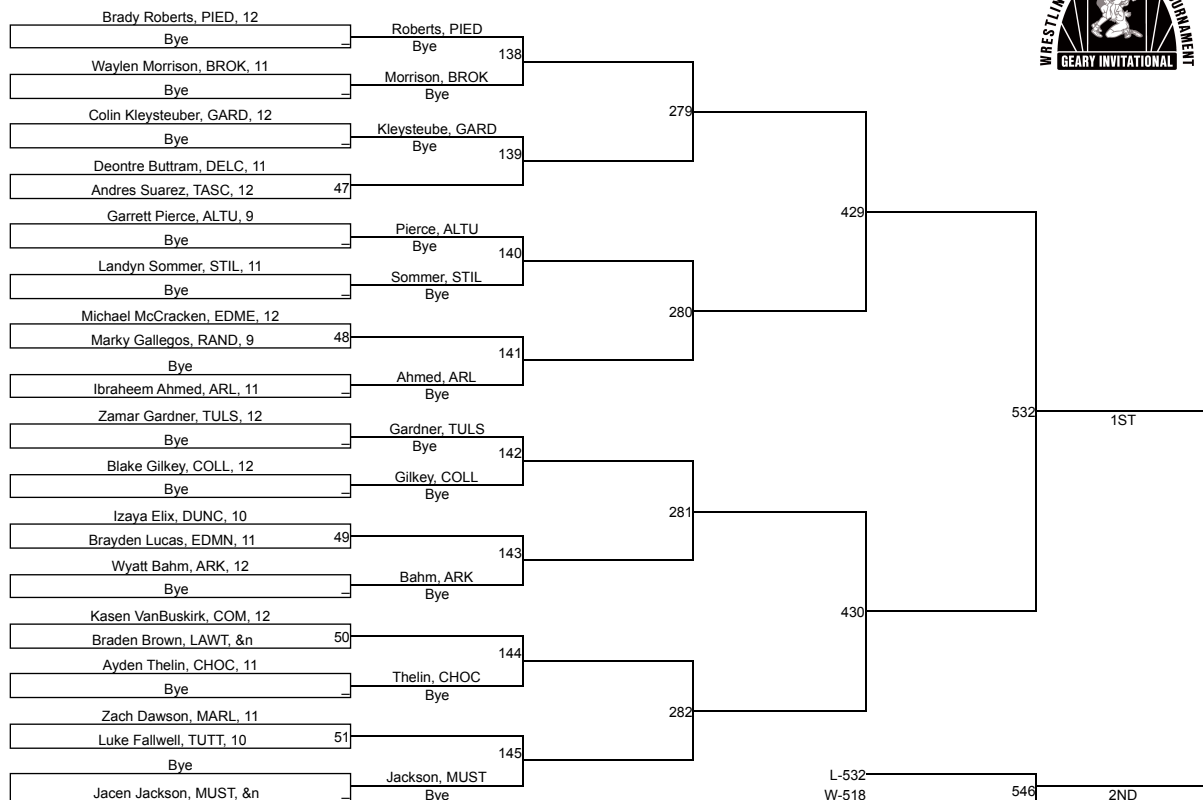 Brady Roberts, PIED, 12
Bye
Roberts, PIED
Bye
138
Waylen Morrison, BROK, 11
Bye
Morrison, BROK
Bye
279
Colin Kleysteuber, GARD, 12
Bye
Kleysteube, GARD
Bye
139
Deontre Buttram, DELC, 11
Andres Suarez, TASC, 12
47
429
Garrett Pierce, ALTU, 9
Bye
Pierce, ALTU
Bye
140
Landyn Sommer, STIL, 11
Bye
Sommer, STIL
Bye
280
Michael McCracken, EDME, 12
Marky Gallegos, RAND, 9
48
141
Bye
Ibraheem Ahmed, ARL, 11
Ahmed, ARL
Bye
532
1ST
Zamar Gardner, TULS, 12
Bye
Gardner, TULS
Bye
142
Blake Gilkey, COLL, 12
Bye
Gilkey, COLL
Bye
281
Izaya Elix, DUNC, 10
Brayden Lucas, EDMN, 11
49
143
Wyatt Bahm, ARK, 12
Bye
Bahm, ARK
Bye
430
Kasen VanBuskirk, COM, 12
Braden Brown, LAWT, &n
50
144
Ayden Thelin, CHOC, 11
Bye
Thelin, CHOC
Bye
282
Zach Dawson, MARL, 11
Luke Fallwell, TUTT, 10
51
145
Bye
Jacen Jackson, MUST, &n
Jackson, MUST
Bye
L-532
W-518
546
2ND
GEARY INVITATIONAL